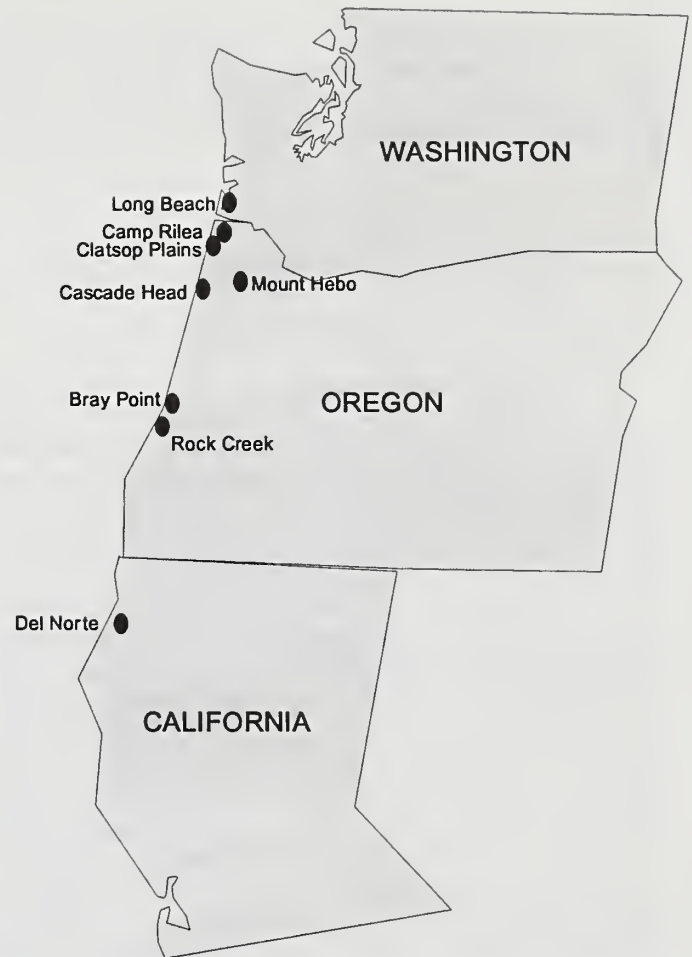 WASHINGTON
Long Beach
Camp Rilea
Clatsop Plains
Mount Hebo
Cascade Head
Bray Point
OREGON
Rock Creek
Del Norte
CALIFORNIA